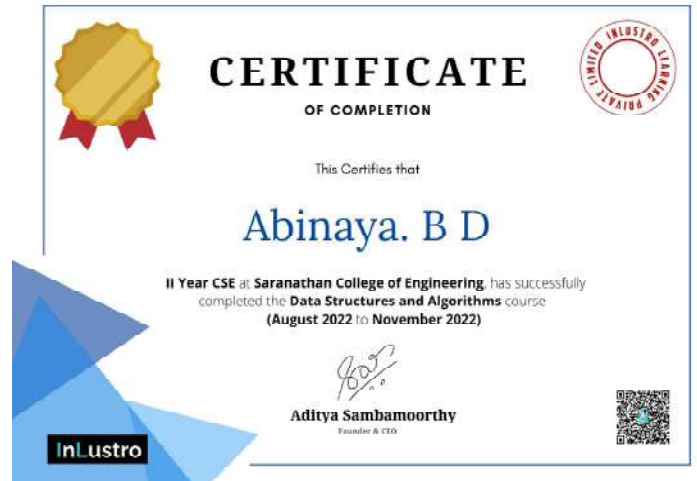 CERTIFICATE
OF COMPLETION
INLUSTRO LEARNING PRIVATE LIMITED
This Certifies that
Abinaya. B D
II Year CSE at Saranathan College of Engineering, has successfully
completed the Data Structures and Algorithms course
(August 2022 to November 2022)
Aditya Sambamoorthy
Founder & CEO
InLustro